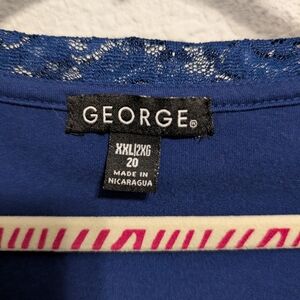 GEORGE®
XXL/2XG
20
MADE IN
NICARAGUA